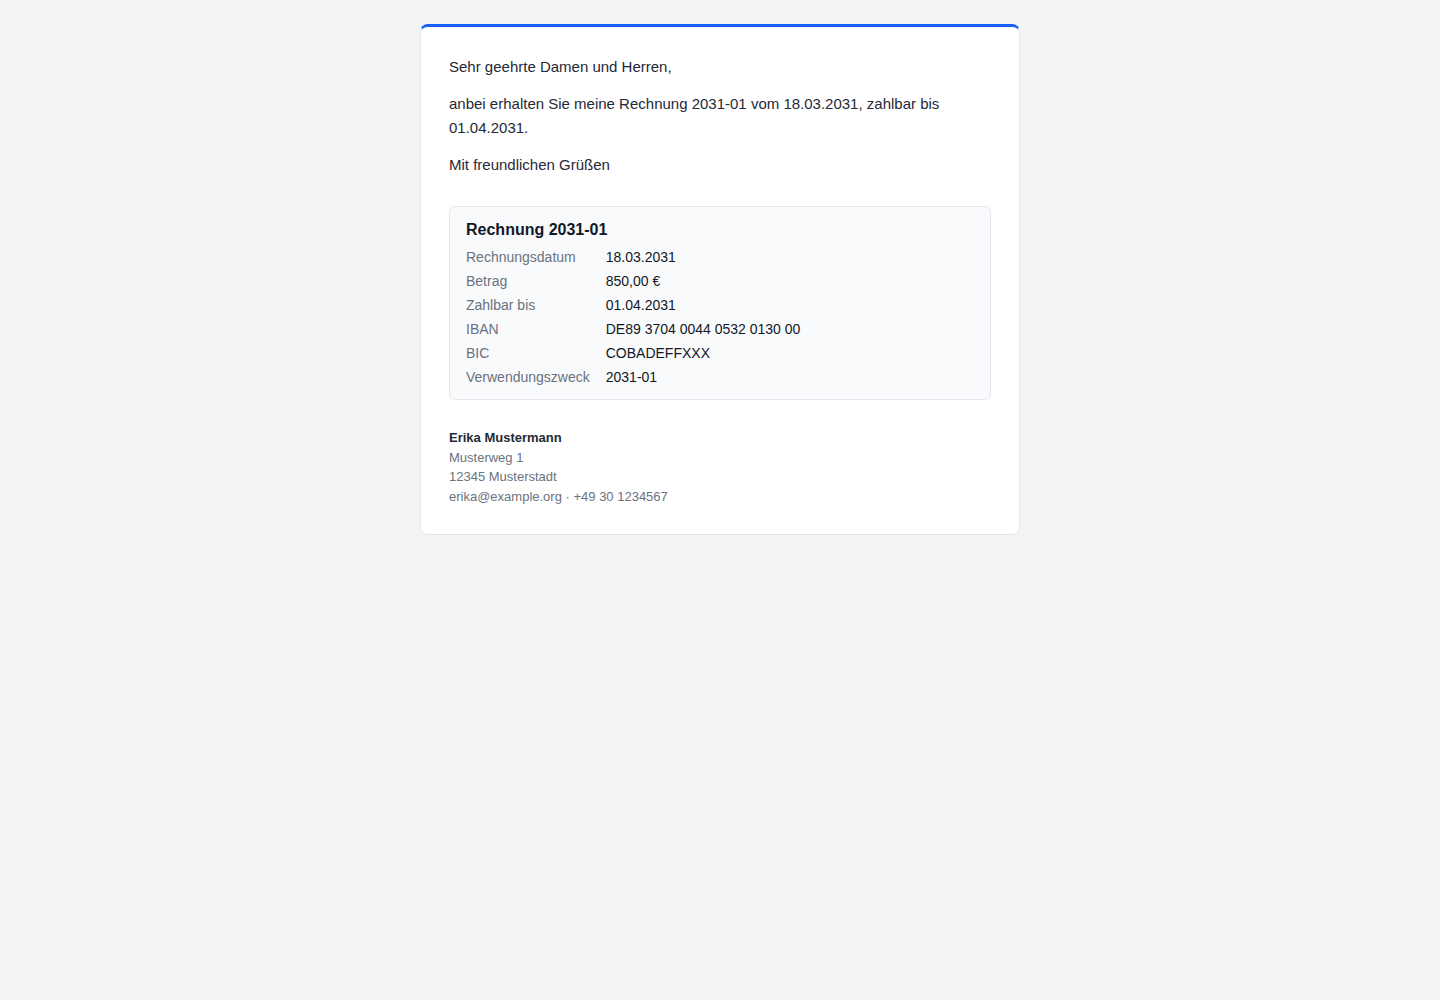 Sehr geehrte Damen und Herren,
anbei erhalten Sie meine Rechnung 2031-01 vom 18.03.2031, zahlbar bis
01.04.2031.
Mit freundlichen Grüßen
Rechnung 2031-01
Rechnungsdatum 18.03.2031
Betrag 850,00 €
Zahlbar bis 01.04.2031
IBAN DE89 3704 0044 0532 0130 00
BIC COBADEFFXXX
Verwendungszweck 2031-01
Erika Mustermann
Musterweg 1
12345 Musterstadt
erika@example.org · +49 30 1234567